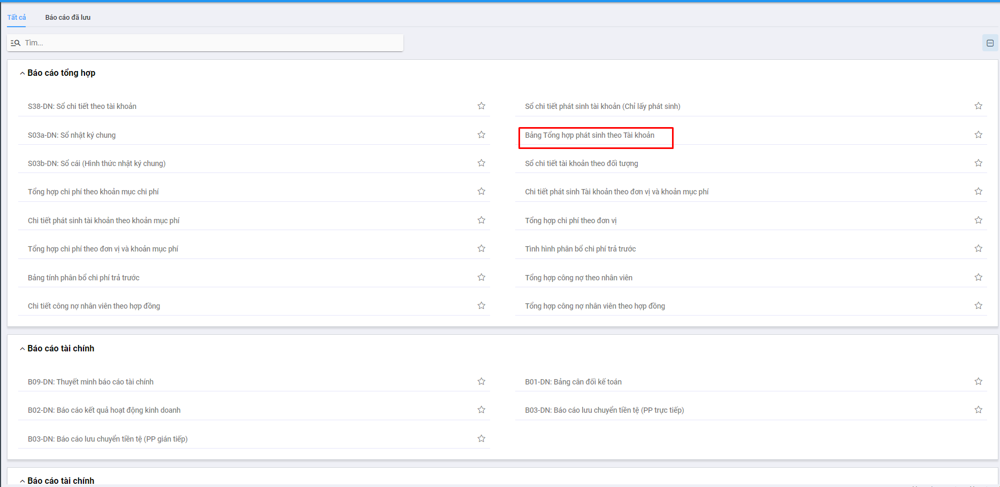 Tất cả
Báo cáo đã lưu
Tìm...
Báo cáo tổng hợp
S38-DN: Sổ chi tiết theo tài khoản
Sổ chi tiết phát sinh tài khoản (Chỉ lấy phát sinh)
S03a-DN: Sổ nhật ký chung
Bảng Tổng hợp phát sinh theo Tài khoản
S03b-DN: Sổ cái (Hình thức nhật ký chung)
Sổ chi tiết tài khoản theo đối tượng
Tổng hợp chi phí theo khoản mục chi phí
Chi tiết phát sinh Tài khoản theo đơn vị và khoản mục phí
Chi tiết phát sinh tài khoản theo khoản mục phí
Tổng hợp chi phí theo đơn vị
Tổng hợp chi phí theo đơn vị và khoản mục phí
Tình hình phân bổ chi phí trả trước
Bảng tính phân bổ chi phí trả trước
Tổng hợp công nợ theo nhân viên
Chi tiết công nợ nhân viên theo hợp đồng
Tổng hợp công nợ nhân viên theo hợp đồng
Báo cáo tài chính
B09-DN: Thuyết minh báo cáo tài chính
B01-DN: Bảng cân đối kế toán
B02-DN: Báo cáo kết quả hoạt động kinh doanh
B03-DN: Báo cáo lưu chuyển tiền tệ (PP trực tiếp)
B03-DN: Báo cáo lưu chuyển tiền tệ (PP gián tiếp)
Báo cáo tài chính